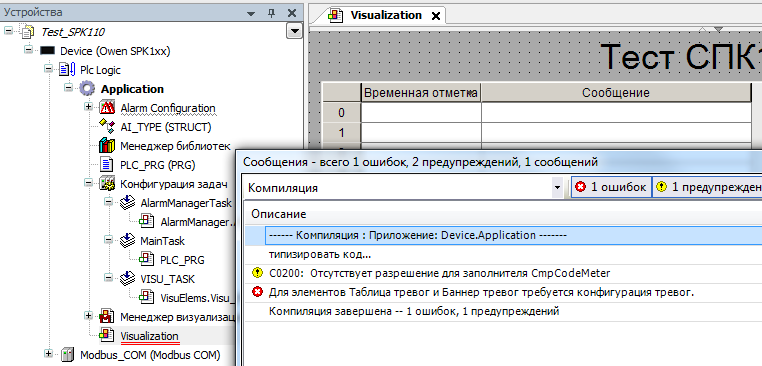 Устройства
Test_SPK110
Device (Owen SPK1xx)
Plc Logic
Application
Alarm Configuration
AI_TYPE (STRUCT)
Менеджер библиотек
PLC_PRG (PRG)
Конфигурация задач
AlarmManagerTask
AlarmManager.
MainTask
PLC_PRG
VISU_TASK
VisuElems.Visu_
Менеджер визуализац
Visualization
Modbus_COM (Modbus COM)
Visualization
Тест СПК1
Временная отметка
Сообщение
0
1
Сообщения - всего 1 ошибок, 2 предупреждений, 1 сообщений
Компиляция
1 ошибок
1 предупрежден
Описание
------ Компиляция : Приложение: Device.Application -------
типизировать код...
C0200: Отсутствует разрешение для заполнителя CmpCodeMeter
Для элементов Таблица тревог и Баннер тревог требуется конфигурация тревог.
Компиляция завершена -- 1 ошибок, 1 предупреждений